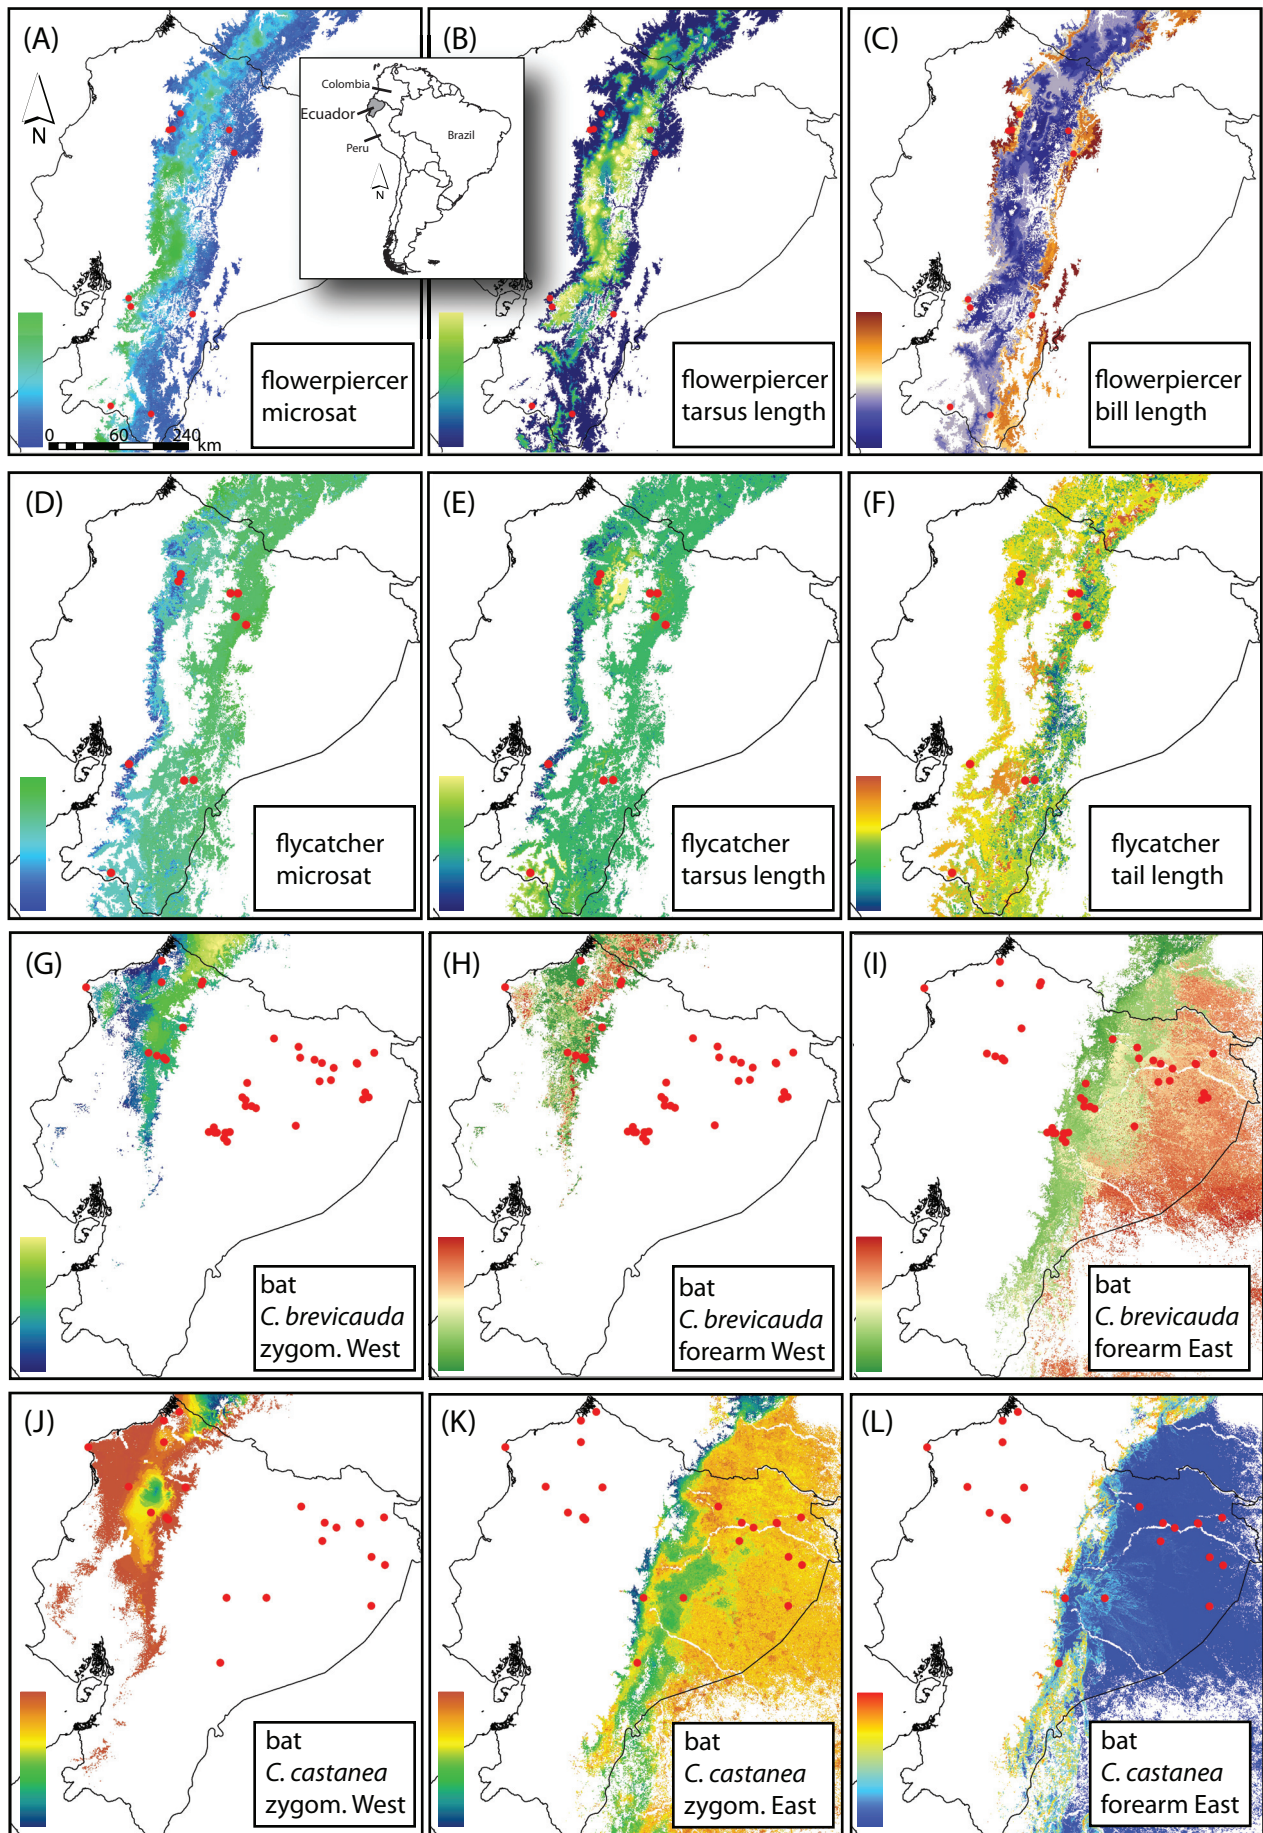 (A)
N
0 60 240
km
flowerpiercer
microsat
(B)
Colombia
Ecuador
Peru
Brazil
N
flowerpiercer
tarsus length
(C)
flowerpiercer
bill length
(D)
flycatcher
microsat
(E)
flycatcher
tarsus length
(F)
flycatcher
tail length
(G)
bat
C. brevicauda
zygom. West
(H)
bat
C. brevicauda
forearm West
(I)
bat
C. brevicauda
forearm East
(J)
bat
C. castanea
zygom. West
(K)
bat
C. castanea
zygom. East
(L)
bat
C. castanea
forearm East